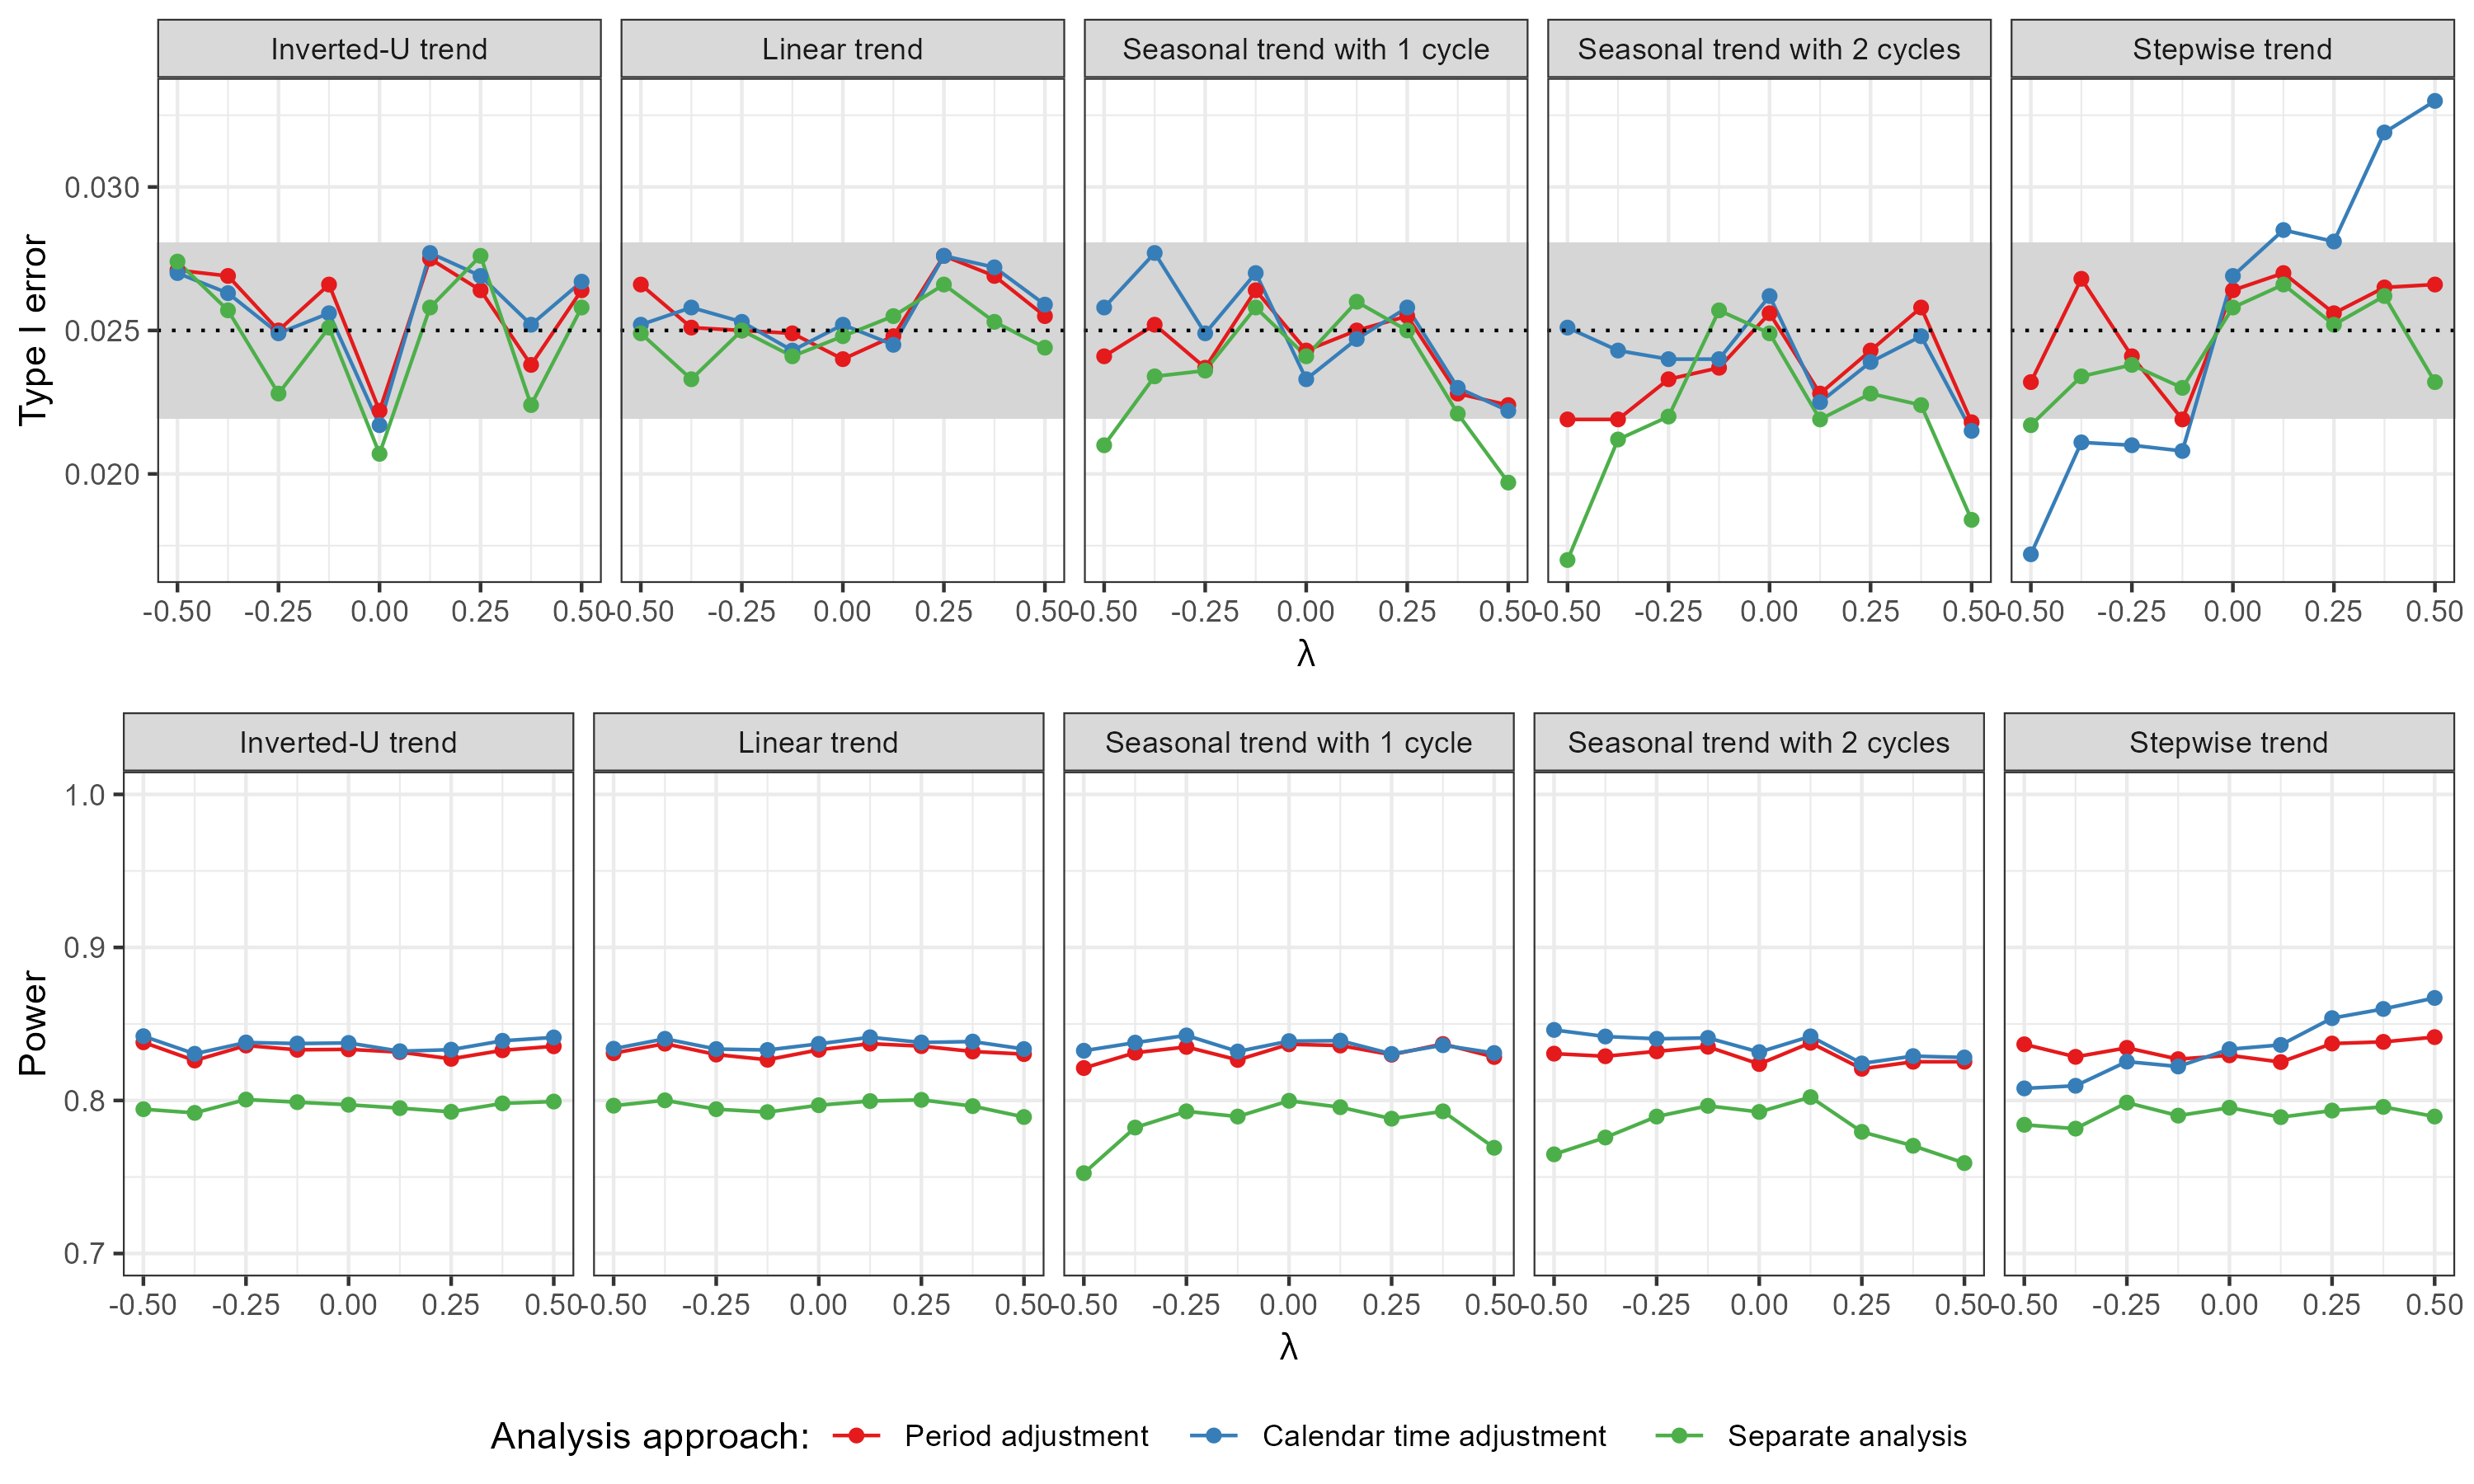 Inverted-U trend
Linear trend
Seasonal trend with 1 cycle
Seasonal trend with 2 cycles
Stepwise trend
Type I error
0.030
0.025
0.020
-0.50 -0.25 0.00 0.25 0.50
-0.50 -0.25 0.00 0.25 0.50
-0.50 -0.25 0.00 0.25 0.50
-0.50 -0.25 0.00 0.25 0.50
-0.50 -0.25 0.00 0.25 0.50
λ
Inverted-U trend
Linear trend
Seasonal trend with 1 cycle
Seasonal trend with 2 cycles
Stepwise trend
Power
1.0
0.9
0.8
0.7
-0.50 -0.25 0.00 0.25 0.50
-0.50 -0.25 0.00 0.25 0.50
-0.50 -0.25 0.00 0.25 0.50
-0.50 -0.25 0.00 0.25 0.50
-0.50 -0.25 0.00 0.25 0.50
λ
Analysis approach: Period adjustment Calendar time adjustment Separate analysis